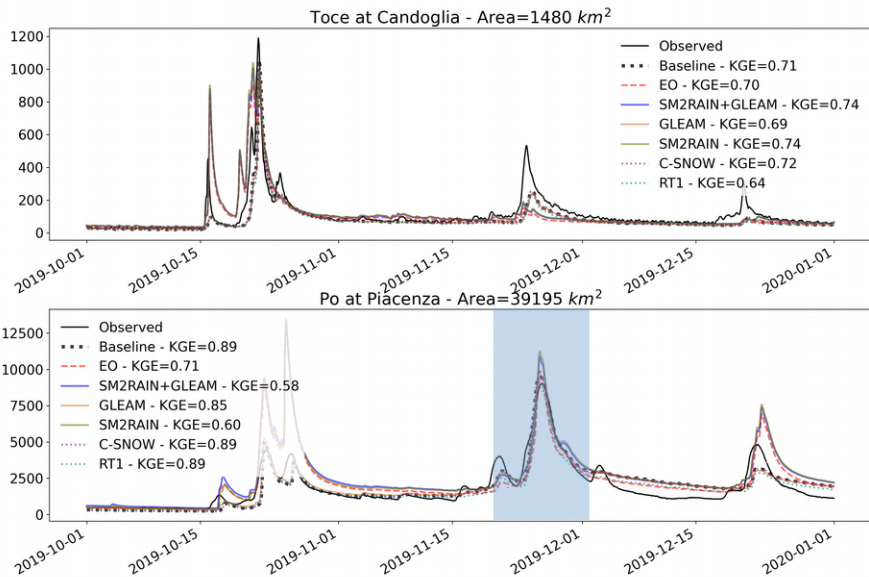 Toce at Candoglia - Area=1480 km²
1200
1000
800
600
400
200
0
Observed
Baseline - KGE=0.71
EO - KGE=0.70
SM2RAIN+GLEAM - KGE=0.74
GLEAM - KGE=0.69
SM2RAIN - KGE=0.74
C-SNOW - KGE=0.72
RT1 - KGE=0.64
2019-10-01
2019-10-15
2019-11-01
2019-11-15
2019-12-01
2019-12-15
2020-01-01
Po at Piacenza - Area=39195 km²
12500
10000
7500
5000
2500
0
Observed
Baseline - KGE=0.89
EO - KGE=0.71
SM2RAIN+GLEAM - KGE=0.58
GLEAM - KGE=0.85
SM2RAIN - KGE=0.60
C-SNOW - KGE=0.89
RT1 - KGE=0.89
2019-10-01
2019-10-15
2019-11-01
2019-11-15
2019-12-01
2019-12-15
2020-01-01